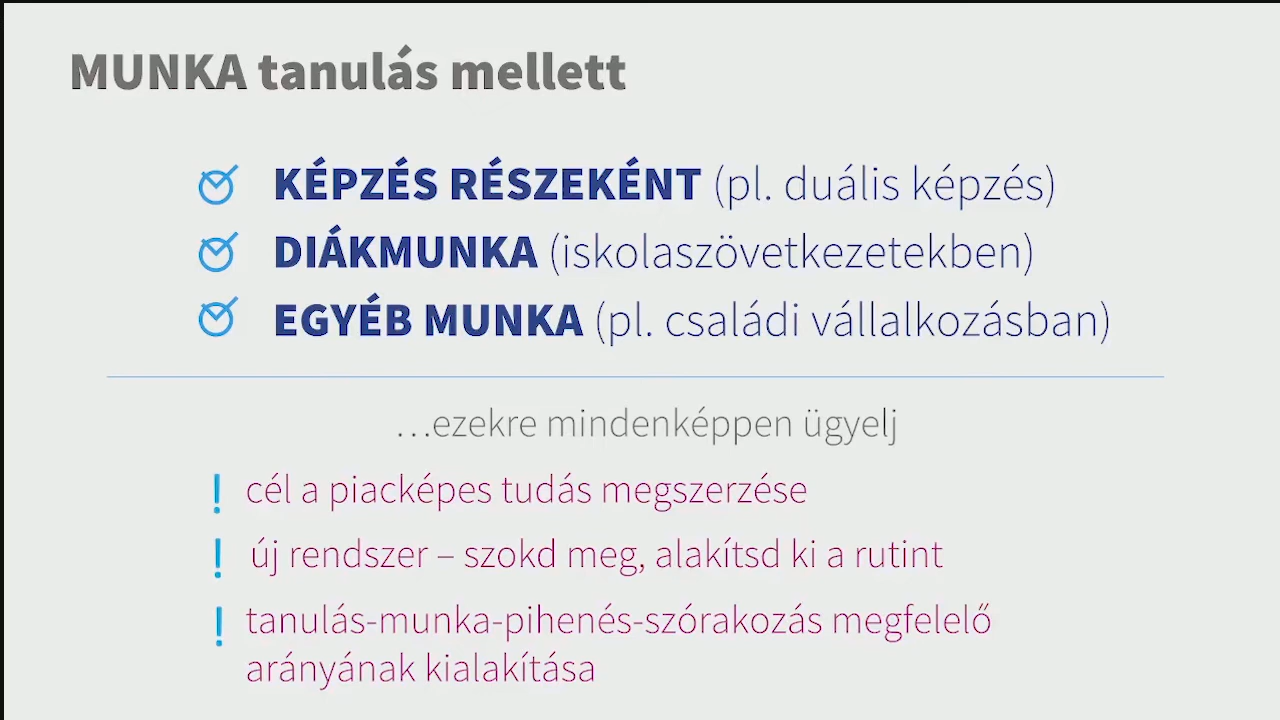 MUNKA tanulás mellett
KÉPZÉS RÉSZEKÉNT (pl. duális képzés)
DIÁKMUNKA (iskolaszövetkezetekben)
EGYÉB MUNKA (pl. családi vállalkozásban)
…ezekre mindenképpen ügyelj
! cél a piacképes tudás megszerzése
! új rendszer – szokd meg, alakítsd ki a rutint
! tanulás-munka-pihenés-szórakozás megfelelő
arányának kialakítása